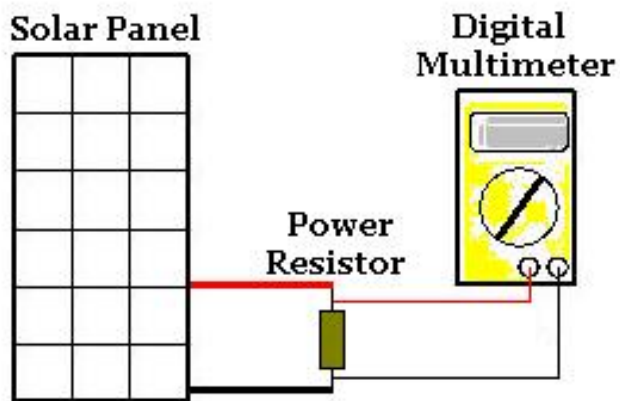 Solar Panel
Digital
Multimeter
Power
Resistor